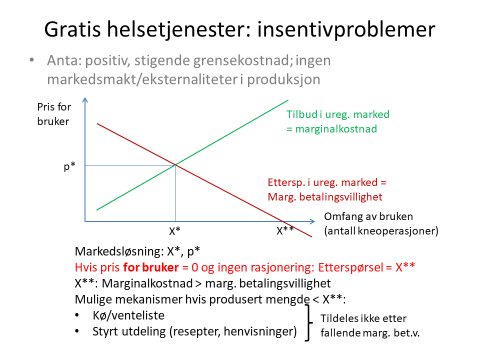 Gratis helsetjenester: insentivproblemer
• Anta: positiv, stigende grensekostnad; ingen
markedsmakt/eksternaliteter i produksjon
Pris for
bruker
Tilbud i ureg. marked
= marginalkostnad
p*
Ettersp. i ureg. marked =
Marg. betalingsvillighet
Omfang av bruken
(antall kneoperasjoner)
X*
X**
Markedsløsning: X*, p*
Hvis pris for bruker = 0 og ingen rasjonering: Etterspørsel = X**
X**: Marginalkostnad > marg. betalingsvillighet
Mulige mekanismer hvis produsert mengde < X**:
• Kø/venteliste
• Styrt utdeling (resepter, henvisninger)
Tildeles ikke etter
fallende marg. bet.v.